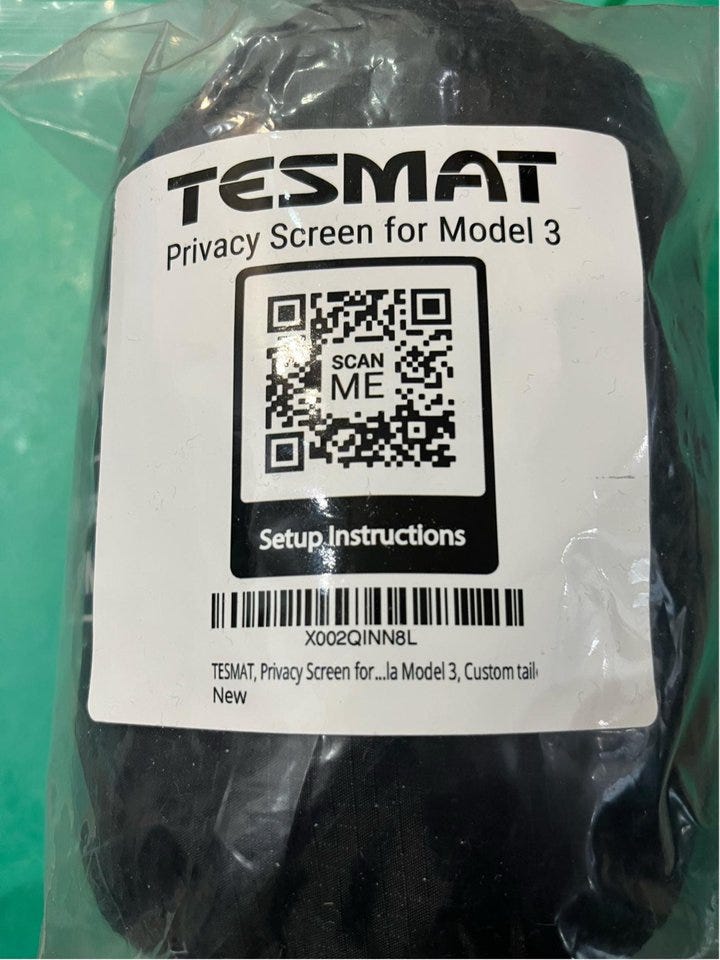 TESMAT
Privacy Screen for Model 3
SCAN
ME
Setup Instructions
X002QINN8L
TESMAT, Privacy Screen for...la Model 3, Custom tail
New